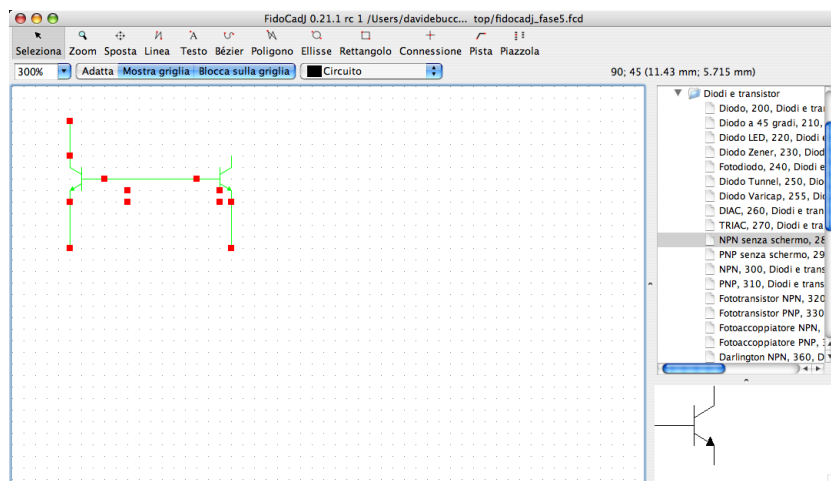 FidoCadJ 0.21.1 rc 1 /Users/davidebucc... top/fidocadj_fase5.fcd
Seleziona Zoom Sposta Linea Testo Bézier Poligono Ellisse Rettangolo Connessione Pista Piazzola
300% Adatta Mostra griglia Blocca sulla griglia Circuito 90; 45 (11.43 mm; 5.715 mm)
Diodi e transistor
Diodo, 200, Diodi e tra
Diodo a 45 gradi, 210,
Diodo LED, 220, Diodi e
Diodo Zener, 230, Diod
Fotodiodo, 240, Diodi e
Diodo Tunnel, 250, Dio
Diodo Varicap, 255, Di
DIAC, 260, Diodi e tran
TRIAC, 270, Diodi e tra
NPN senza schermo, 28
PNP senza schermo, 29
NPN, 300, Diodi e trans
PNP, 310, Diodi e trans
Fototransistor NPN, 320
Fototransistor PNP, 330
Fotoaccoppiatore NPN,
Fotoaccoppiatore PNP,
Darlington NPN, 360, D